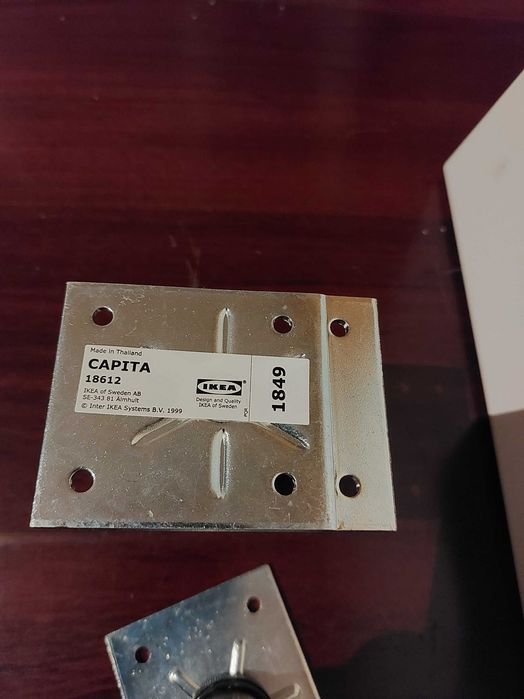 Made in Thailand
CAPITA
18612
IKEA of Sweden AB
SE-343 81 Älmhult
© Inter IKEA Systems B.V. 1999
IKEA
Design and Quality
IKEA of Sweden
PQR
1849